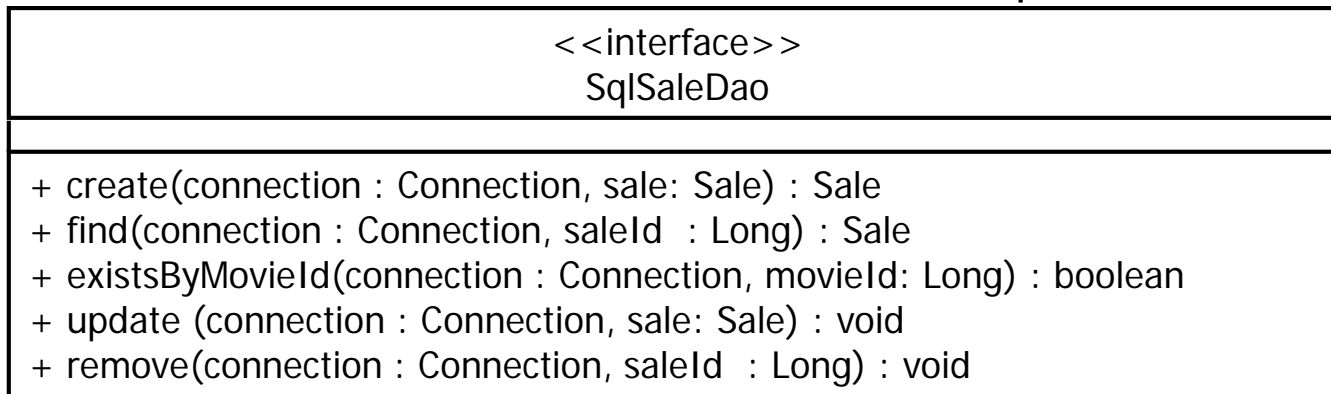 <<interface>>
SqlSaleDao
+ create(connection : Connection, sale: Sale) : Sale
+ find(connection : Connection, saleId : Long) : Sale
+ existsByMovieId(connection : Connection, movieId: Long) : boolean
+ update (connection : Connection, sale: Sale) : void
+ remove(connection : Connection, saleId : Long) : void